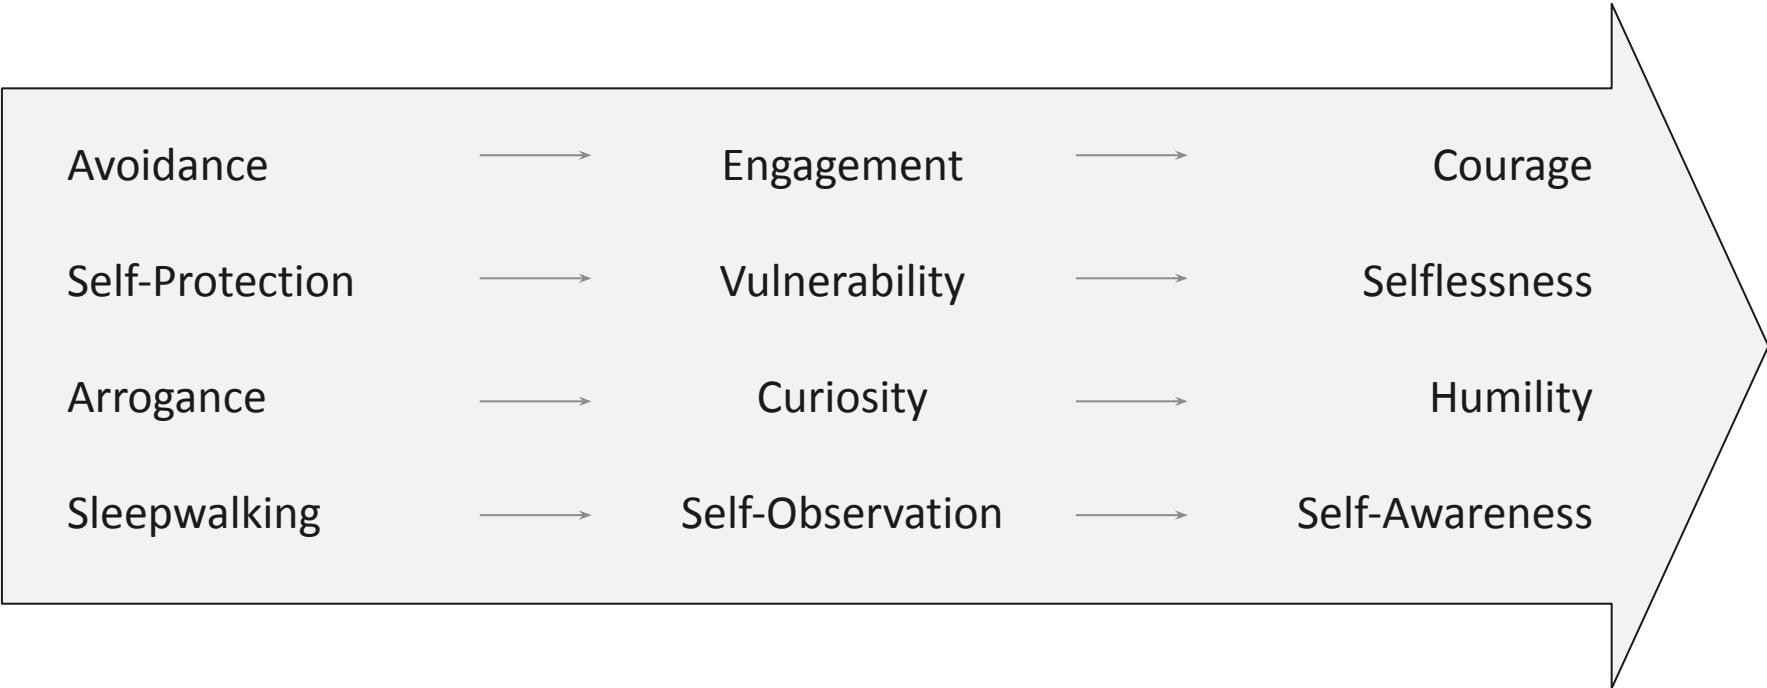 Avoidance Engagement Courage
Self-Protection Vulnerability Selflessness
Arrogance Curiosity Humility
Sleepwalking Self-Observation Self-Awareness